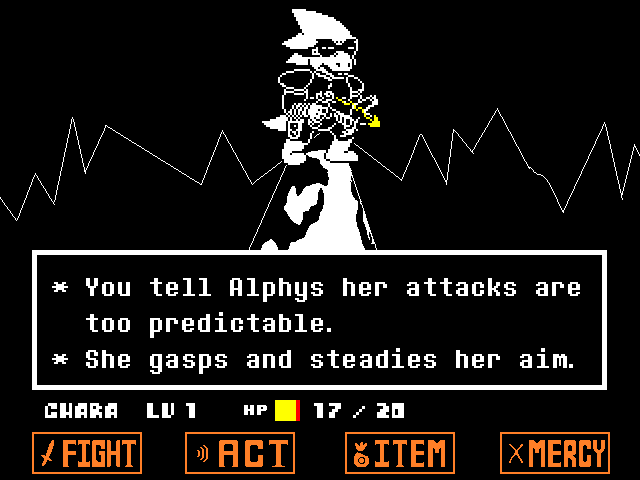 * You tell Alphys her attacks are
too predictable.
* She gasps and steadies her aim.
CHARA LV 1 HP 17 / 20
FIGHT ACT ITEM MERCY